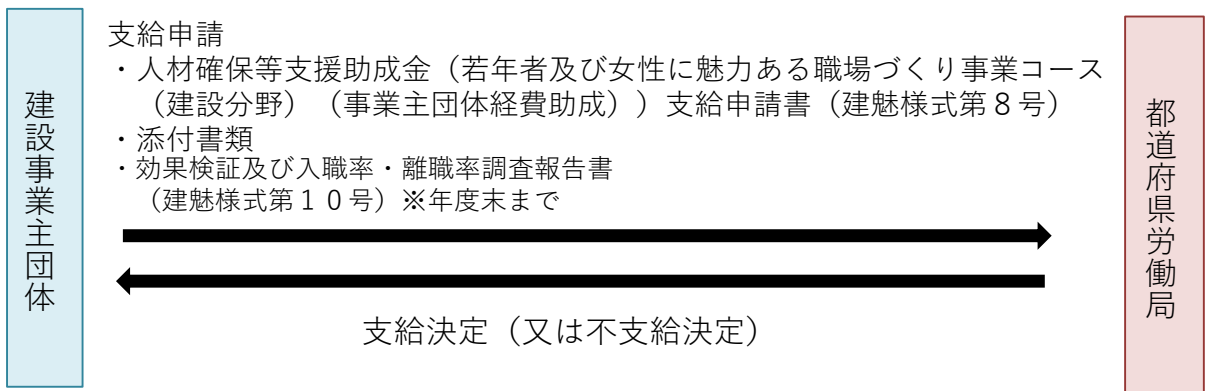 建設事業主団体
支給申請
・人材確保等支援助成金（若年者及び女性に魅力ある職場づくり事業コース
（建設分野）（事業主団体経費助成））支給申請書（建魅様式第８号）
・添付書類
・効果検証及び入職率・離職率調査報告書
（建魅様式第１０号）※年度末まで
支給決定（又は不支給決定）
都道府県労働局